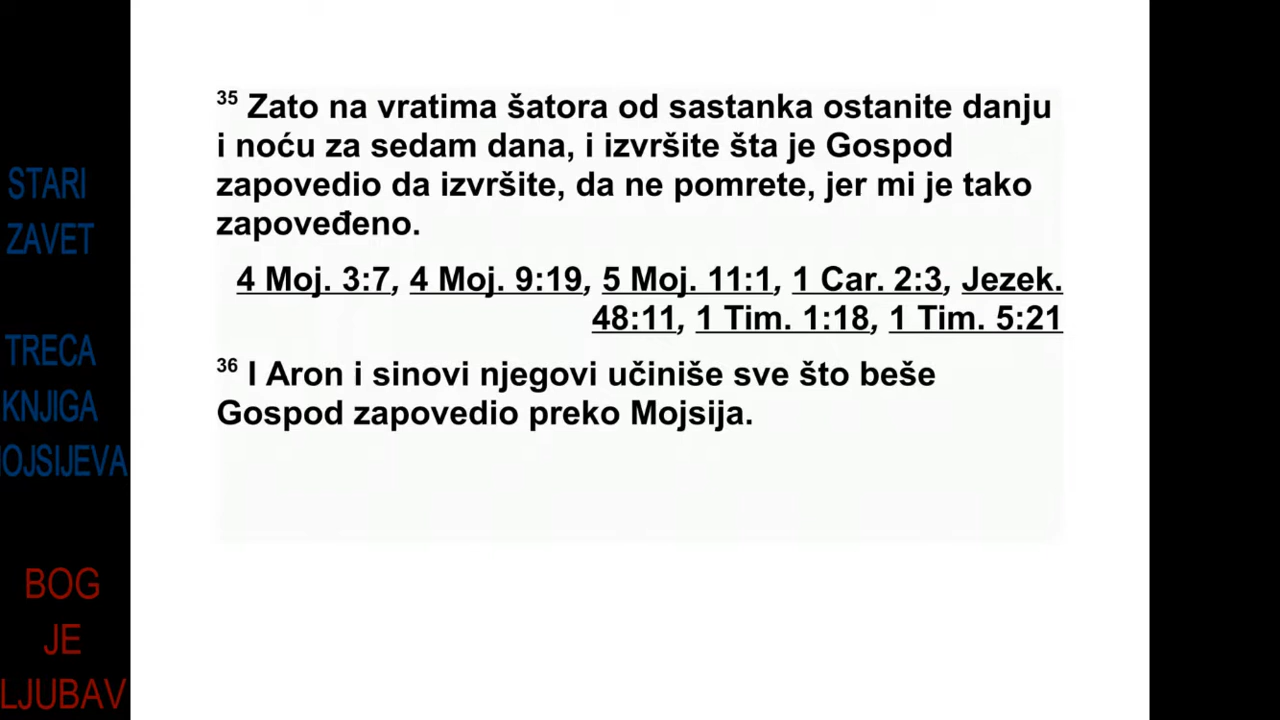 STARI
ZAVET
TRECA
KNJIGA
OJSIJEVA
BOG
JE
LJUBAV
35 Zato na vratima šatora od sastanka ostanite danju
i noću za sedam dana, i izvršite šta je Gospod
zapovedio da izvršite, da ne pomrete, jer mi je tako
zapoveđeno.
4 Moj. 3:7, 4 Moj. 9:19, 5 Moj. 11:1, 1 Car. 2:3, Jezek.
48:11, 1 Tim. 1:18, 1 Tim. 5:21
36 I Aron i sinovi njegovi učiniše sve što beše
Gospod zapovedio preko Mojsija.